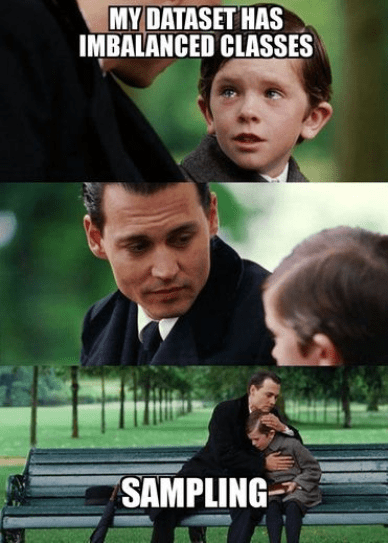 MY DATASET HAS
IMBALANCED CLASSES
SAMPLING